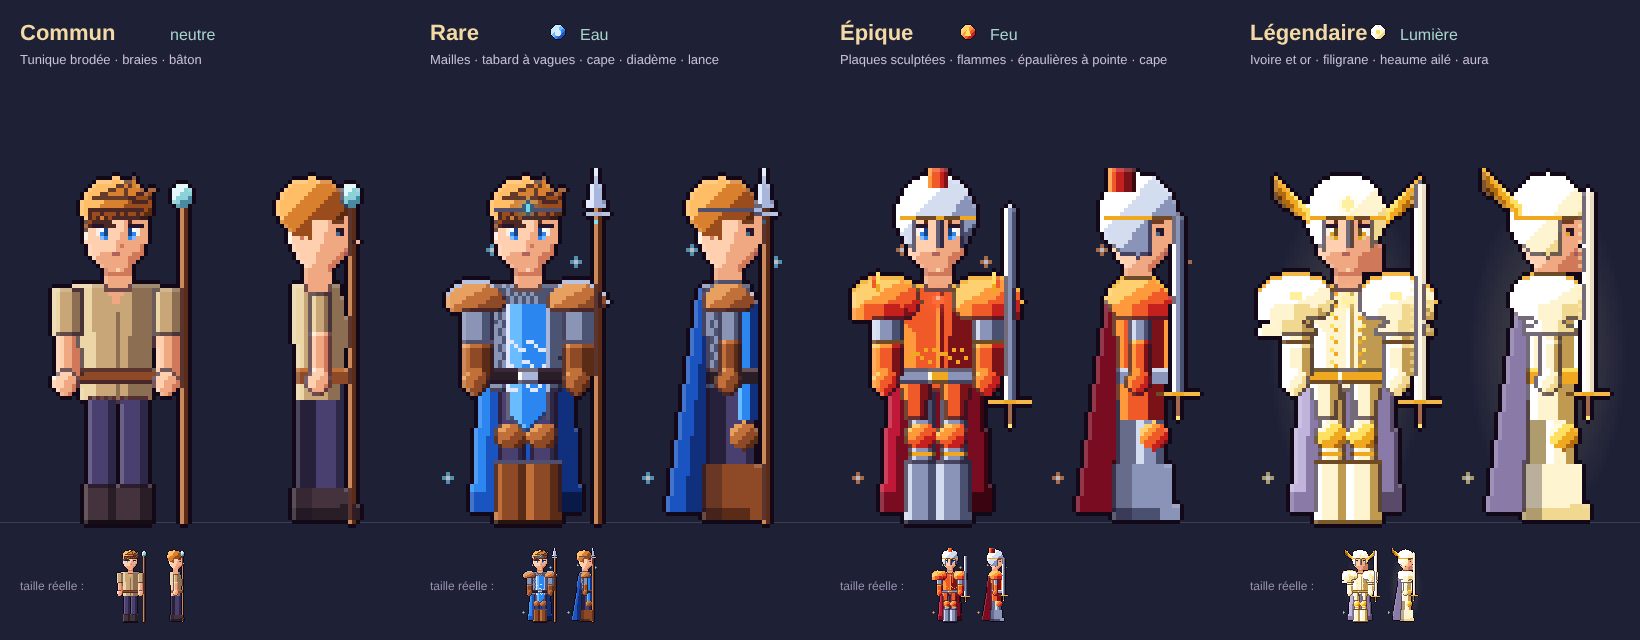 Commun neutre
Tunique brodée · braies · bâton
taille réelle :
Rare Eau
Mailles · tabard à vagues · cape · diadème · lance
taille réelle :
Épique Feu
Plaques sculptées · flammes · épaulières à pointe · cape
taille réelle :
Légendaire Lumière
Ivoire et or · filigrane · heaume ailé · aura
taille réelle :